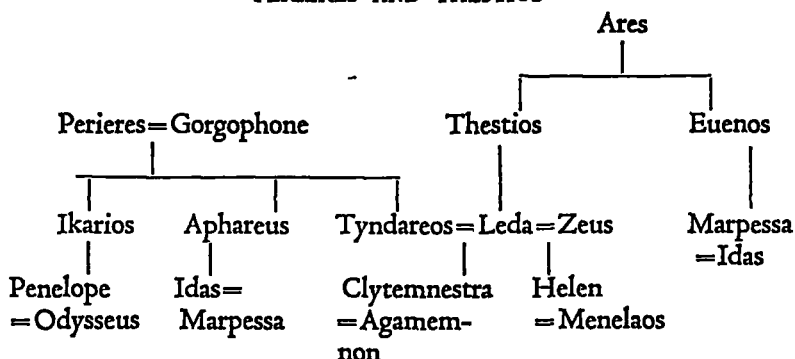 Ares
Perieres=Gorgophone Thestios Euenos
Ikarios Aphareus Tyndareos=Leda=Zeus Marpessa
=Idas
Penelope Idas= Clytemnestra Helen
=Odysseus Marpessa =Agamem- =Menelaos
non